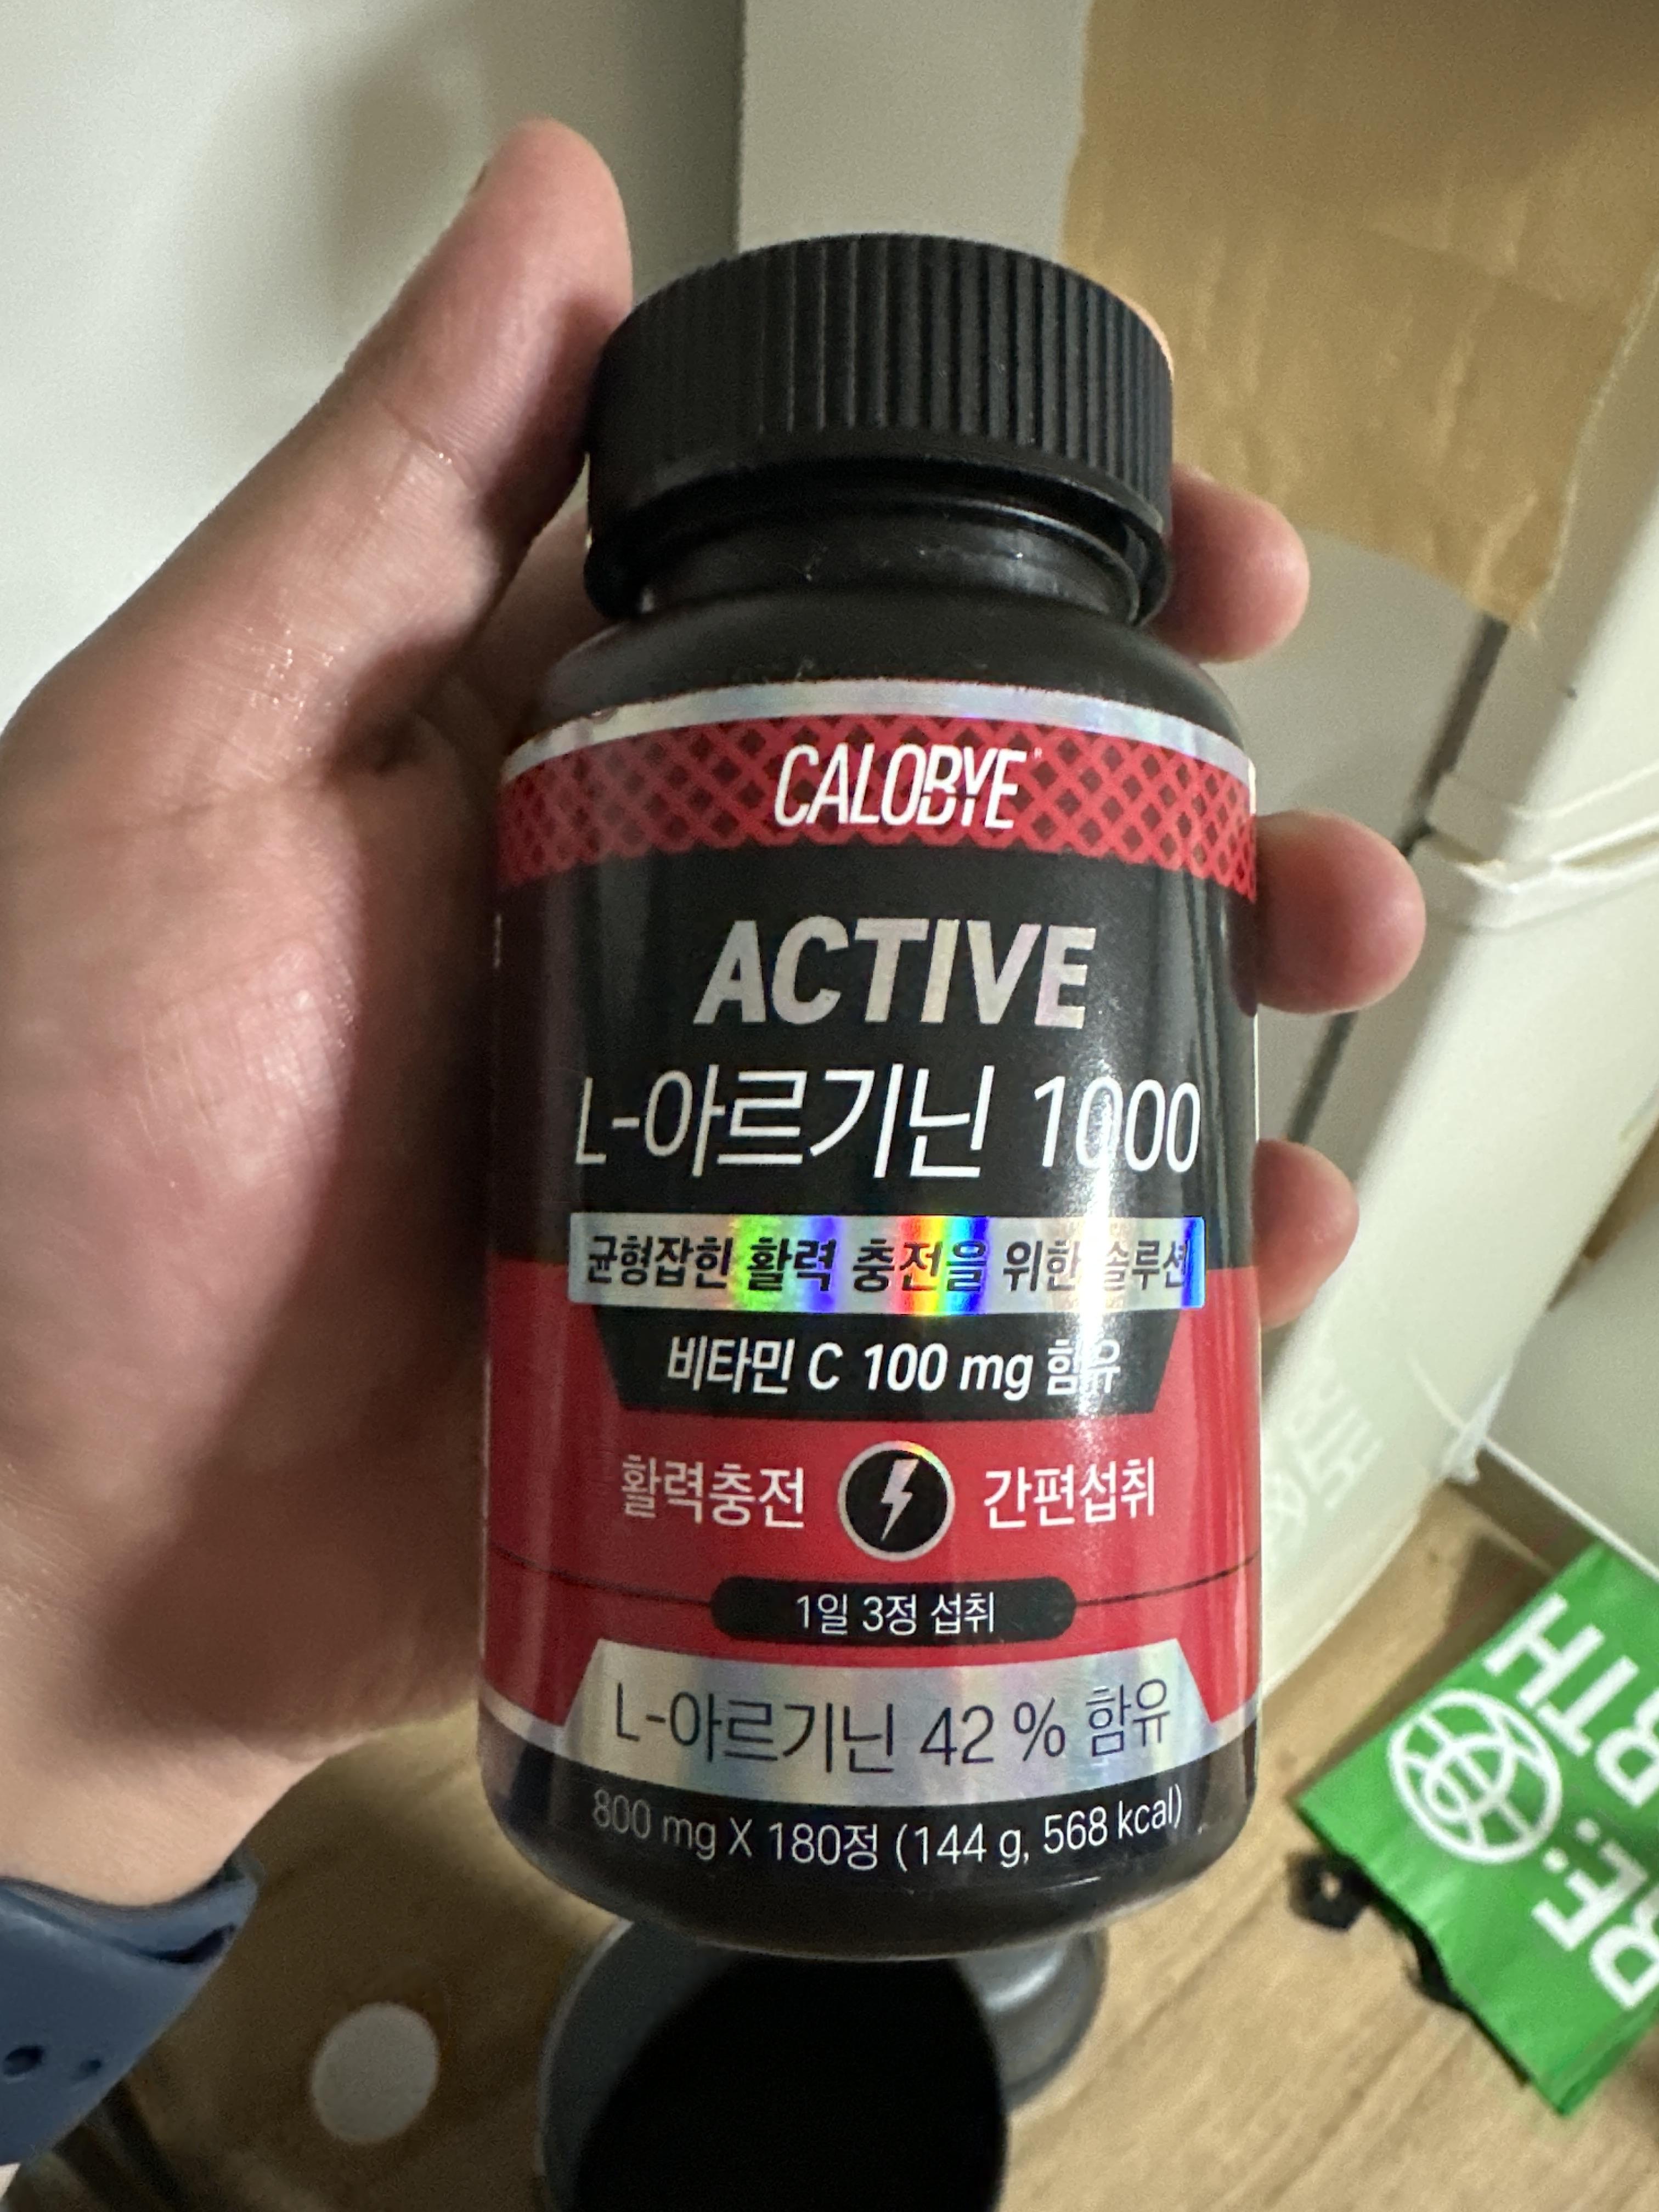 CALOBYE
ACTIVE
L-아르기닌 1000
균형잡힌 활력 충전을 위한 솔루션
비타민 C 100 mg 함유
활력충전 간편섭취
1일 3정 섭취
L-아르기닌 42 % 함유
800 mg X 180정 (144 g, 568 kcal)
RE:
RTH